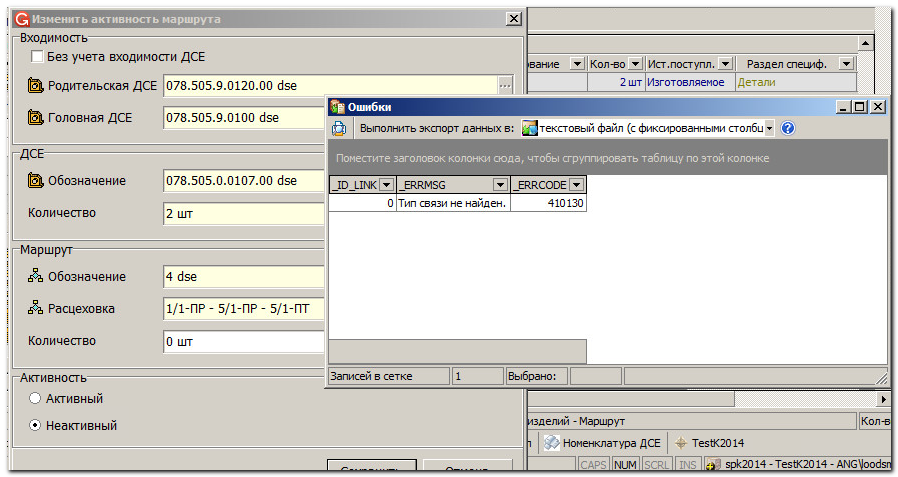 Изменить активность маршрута
Входимость
Без учета входимости ДСЕ
Родительская ДСЕ 078.505.9.0120.00 dse ...
Головная ДСЕ 078.505.9.0100 dse
ДСЕ
Обозначение 078.505.0.0107.00 dse
Количество 2 шт
Маршрут
Обозначение 4 dse
Расцеховка 1/1-ПР - 5/1-ПР - 5/1-ПТ
Количество 0 шт
Активность
Активный
Неактивный
Кол-во Ист.поступл. Раздел специф.
2 шт Изготовляемое Детали
Ошибки
Выполнить экспорт данных в: текстовый файл (с фиксированными столбц
Поместите заголовок колонки сюда, чтобы сгруппировать таблицу по этой колонке
_ID_LINK _ERRMSG _ERRCODE
0 Тип связи не найден. 410130
Записей в сетке 1 Выбрано:
изделий - Маршрут
Номенклатура ДСЕ TestK2014
CAPS NUM SCRL INS spk2014 - TestK2014 - ANG\loodsm